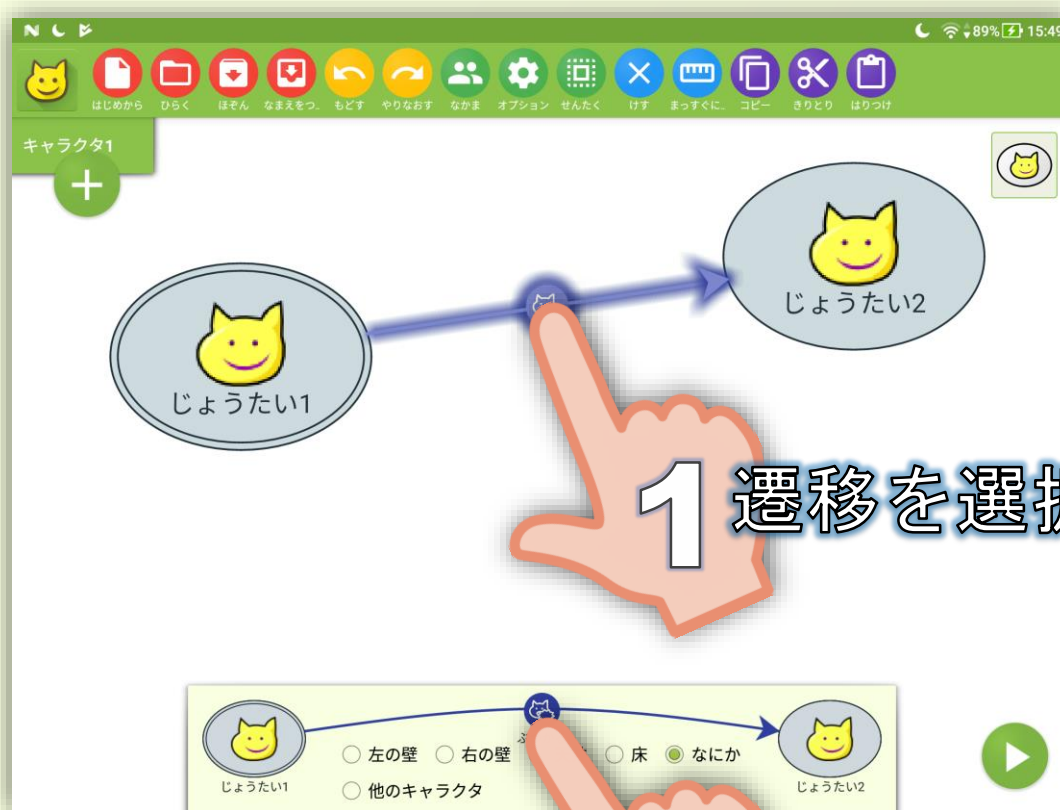 89% 15:49
はじめから ひらく ほぞん なまえをつ.. もどす やりなおす なかま オプション せんたく けす まっすぐに.. コピー きりとり はりつけ
キャラクタ1
じょうたい2
じょうたい1
1 遷移を選択
左の壁 右の壁 床 なにか
じょうたい1 じょうたい2
他のキャラクタ